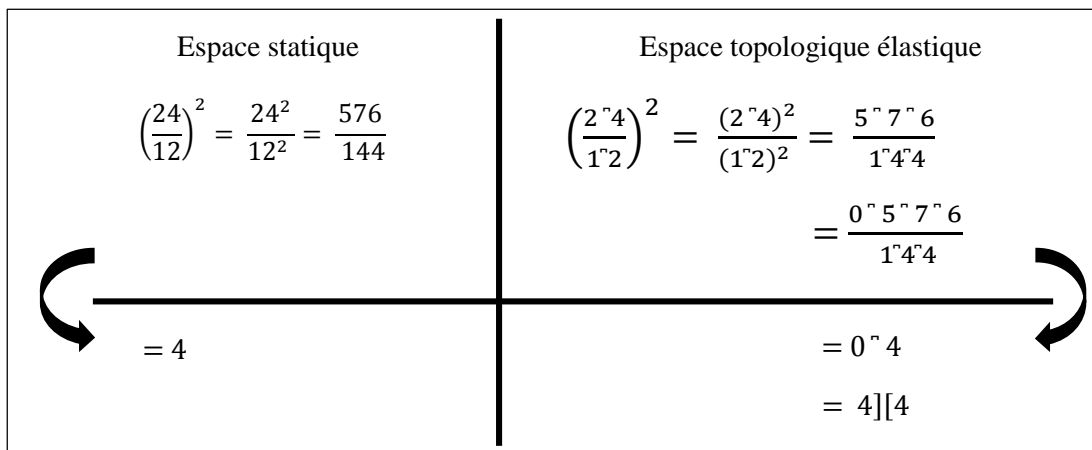 Espace statique
(24/12)² = 24²/12² = 576/144
= 4
Espace topologique élastique
(2 ⃧ 4/1 ⃧ 2)² = (2 ⃧ 4)²/(1 ⃧ 2)² = 5 ⃧ 7 ⃧ 6/1 ⃧ 4 ⃧ 4
= 0 ⃧ 5 ⃧ 7 ⃧ 6/1 ⃧ 4 ⃧ 4
= 0 ⃧ 4
= 4][4